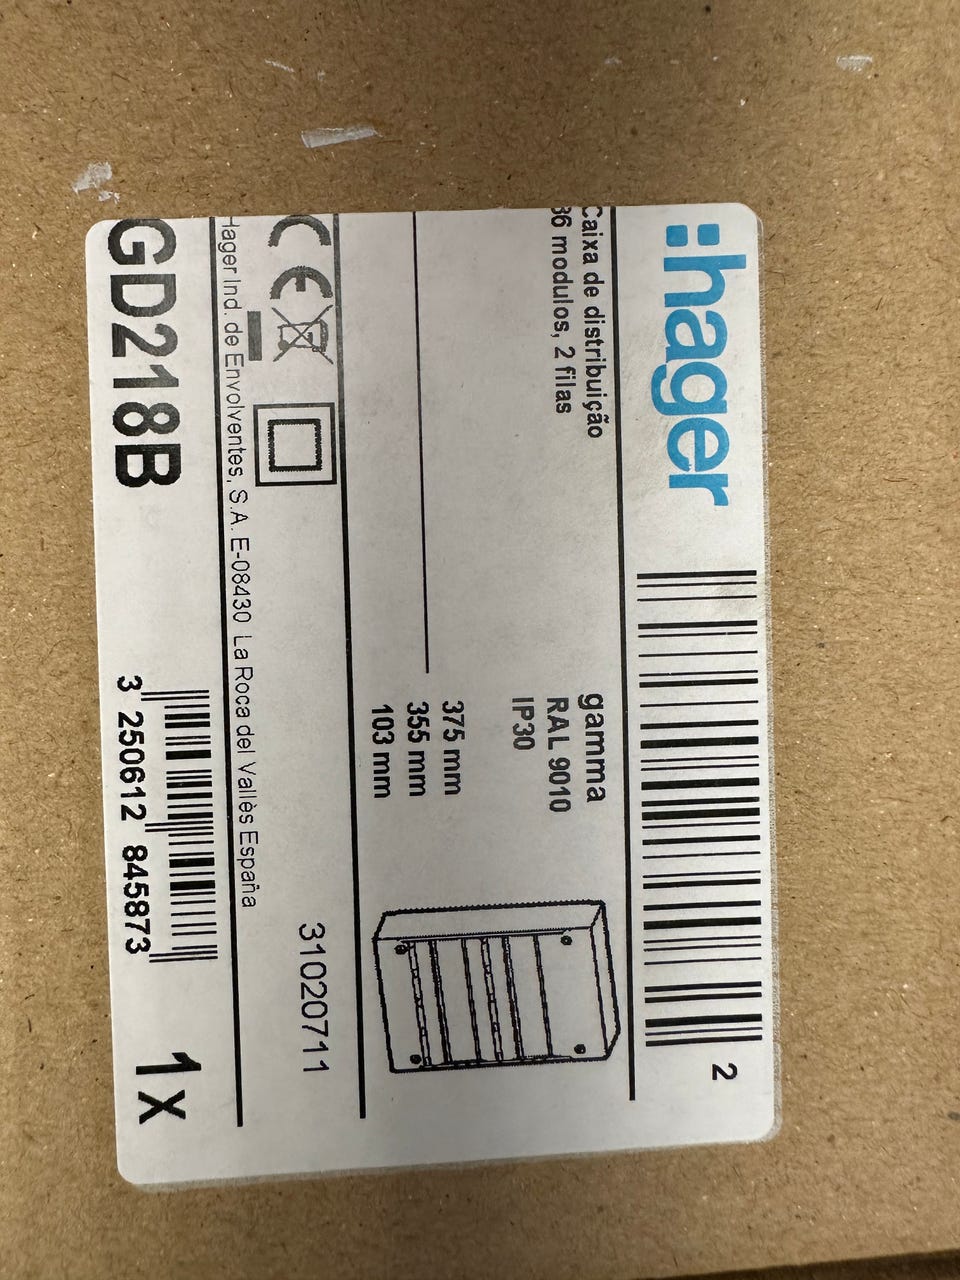 :hager
2
Caixa de distribuição
36 modulos, 2 filas
gamma
RAL 9010
IP30
375 mm
355 mm
103 mm
CE
31020711
Hager Ind. de Envolventes, S.A. E-08430 La Roca del Vallès España
GD218B
3 250612 845873
1x